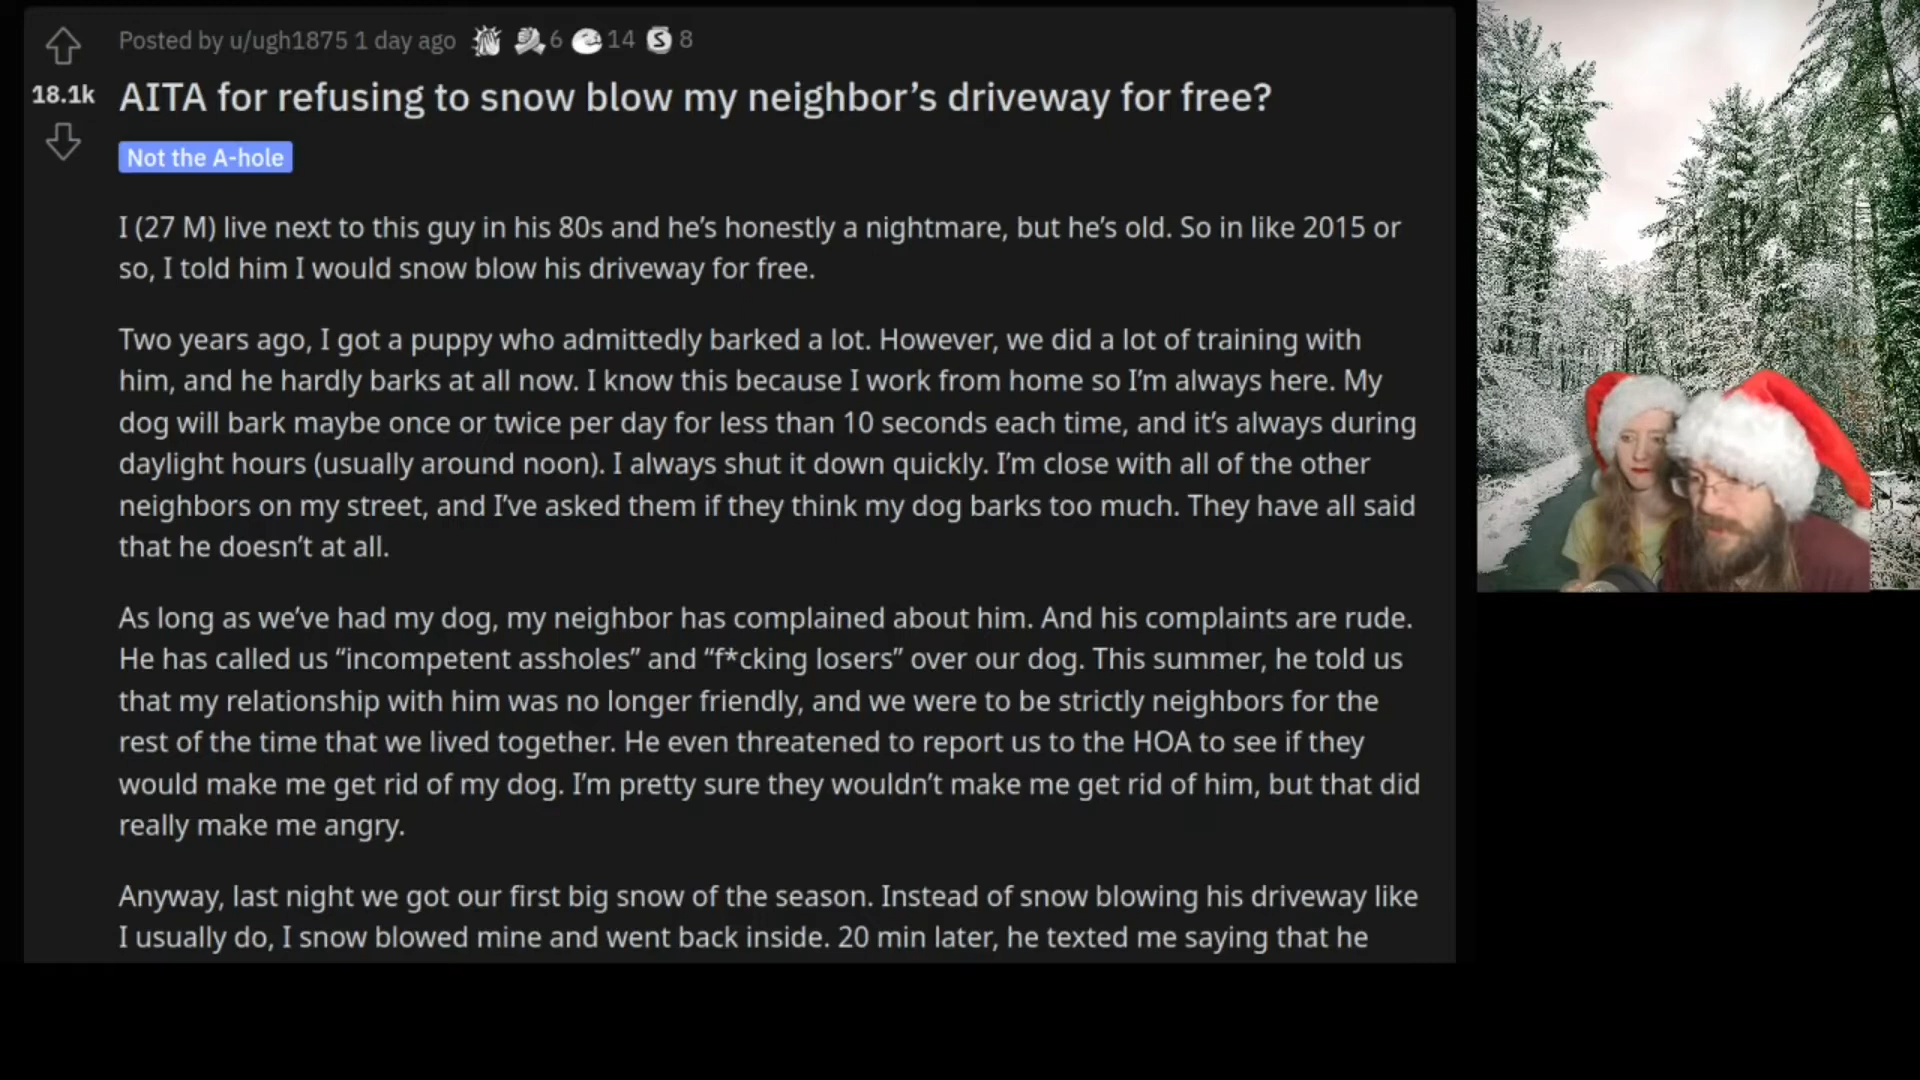 Posted by u/ugh1875 1 day ago 6 14 S 8
18.1k
AITA for refusing to snow blow my neighbor’s driveway for free?
Not the A-hole
I (27 M) live next to this guy in his 80s and he’s honestly a nightmare, but he’s old. So in like 2015 or
so, I told him I would snow blow his driveway for free.
Two years ago, I got a puppy who admittedly barked a lot. However, we did a lot of training with
him, and he hardly barks at all now. I know this because I work from home so I’m always here. My
dog will bark maybe once or twice per day for less than 10 seconds each time, and it’s always during
daylight hours (usually around noon). I always shut it down quickly. I’m close with all of the other
neighbors on my street, and I’ve asked them if they think my dog barks too much. They have all said
that he doesn’t at all.
As long as we’ve had my dog, my neighbor has complained about him. And his complaints are rude.
He has called us “incompetent assholes” and “f*cking losers” over our dog. This summer, he told us
that my relationship with him was no longer friendly, and we were to be strictly neighbors for the
rest of the time that we lived together. He even threatened to report us to the HOA to see if they
would make me get rid of my dog. I’m pretty sure they wouldn’t make me get rid of him, but that did
really make me angry.
Anyway, last night we got our first big snow of the season. Instead of snow blowing his driveway like
I usually do, I snow blowed mine and went back inside. 20 min later, he texted me saying that he